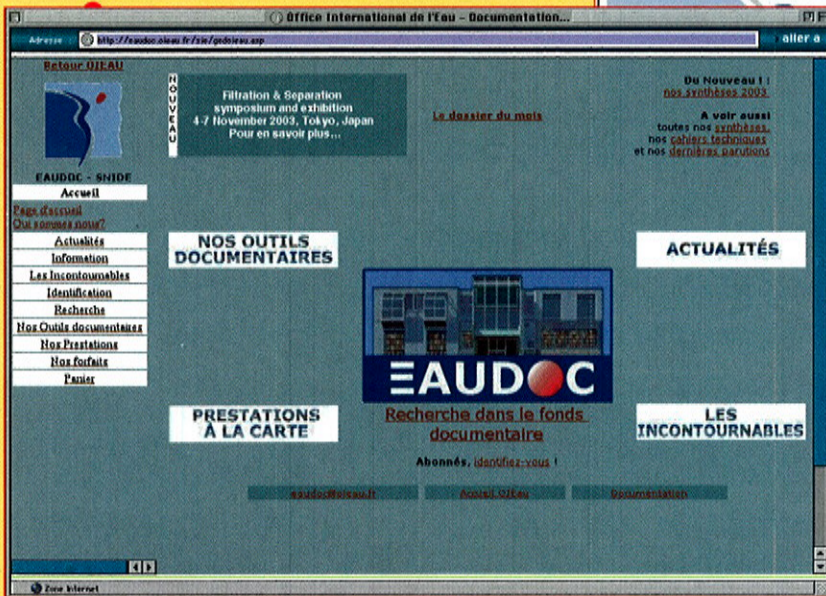 Office International de l'Eau – Documentation...
Adresse : http://eaudoc.oieau.fr/sie/gedoieau.asp
aller a
Retour OIEAU
EAUDOC - SNIDE
Accueil
Page d'accueil
Qui sommes nous?
Actualités
Information
Les Incontournables
Identification
Recherche
Nos Outils documentaires
Nos Prestations
Nos forfaits
Panier
NOUVEAU
Filtration & Separation
symposium and exhibition
4-7 November 2003, Tokyo, Japan
Pour en savoir plus...
Le dossier du mois
Du Nouveau ! :
nos synthèses 2003
A voir aussi
toutes nos synthèses,
nos cahiers techniques
et nos dernières parutions
NOS OUTILS
DOCUMENTAIRES
ACTUALITÉS
EAUDOC
PRESTATIONS
À LA CARTE
Recherche dans le fonds
documentaire
LES
INCONTOURNABLES
Abonnés, identifiez-vous !
eaudoc@oieau.fr
Accueil OIEau
Documentation
Zone Internet